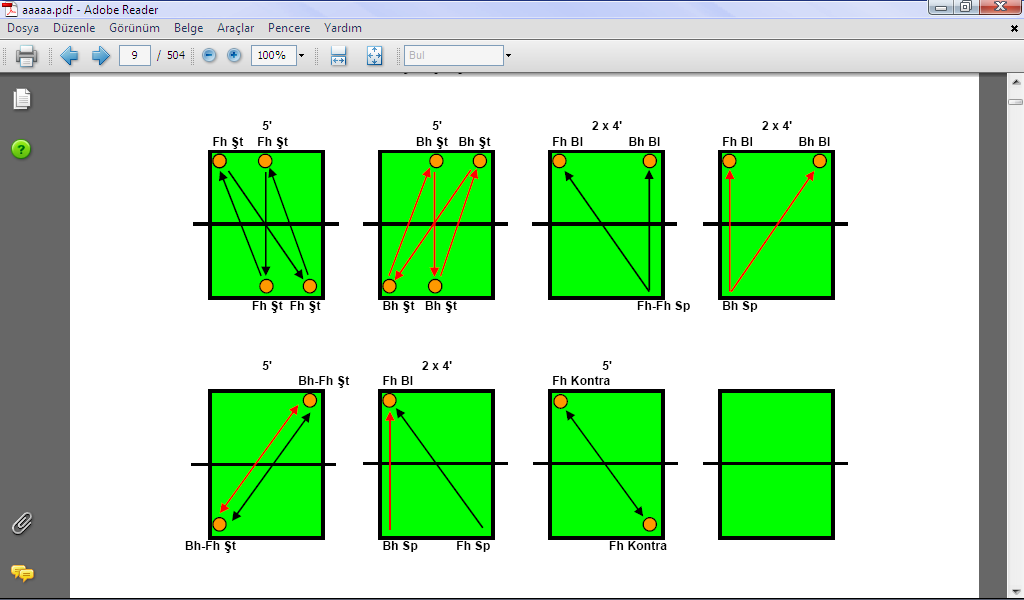 aaaaa.pdf - Adobe Reader
Dosya Düzenle Görünüm Belge Araçlar Pencere Yardım
9 / 504 100% Bul
5' 5' 2 x 4' 2 x 4'
Fh Şt Fh Şt Bh Şt Bh Şt Fh Bl Bh Bl Fh Bl Bh Bl
Fh Şt Fh Şt Bh Şt Bh Şt Fh-Fh Sp Bh Sp
5' 2 x 4' 5'
Bh-Fh Şt Fh Bl Fh Kontra
Bh-Fh Şt Bh Sp Fh Sp Fh Kontra